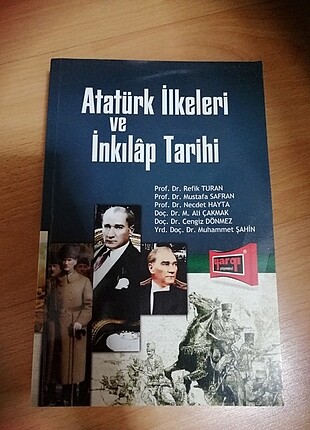 Atatürk İlkeleri
ve
İnkılâp Tarihi
Prof. Dr. Refik TURAN
Prof. Dr. Mustafa SAFRAN
Prof. Dr. Necdet HAYTA
Doç. Dr. M. Ali ÇAKMAK
Doç. Dr. Cengiz DÖNMEZ
Yrd. Doç. Dr. Muhammet ŞAHİN
yargı